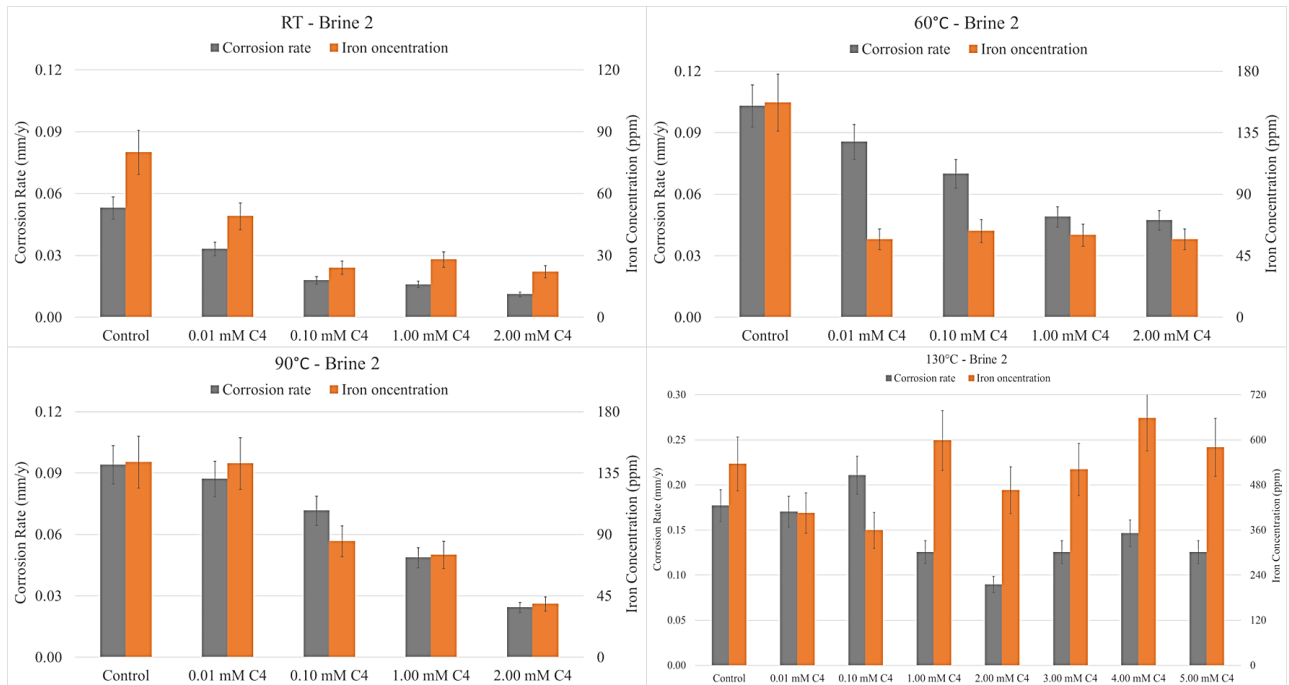 RT - Brine 2
Corrosion rate Iron oncentration
Corrosion Rate (mm/y)
0.12
0.09
0.06
0.03
0.00
120
90
60
30
0
Iron Concentration (ppm)
Control 0.01 mM C4 0.10 mM C4 1.00 mM C4 2.00 mM C4
60°C - Brine 2
Corrosion rate Iron oncentration
Corrosion Rate (mm/y)
0.12
0.09
0.06
0.03
0.00
180
135
90
45
0
Iron Concentration (ppm)
Control 0.01 mM C4 0.10 mM C4 1.00 mM C4 2.00 mM C4
90°C - Brine 2
Corrosion rate Iron oncentration
Corrosion Rate (mm/y)
0.12
0.09
0.06
0.03
0.00
180
135
90
45
0
Iron Concentration (ppm)
Control 0.01 mM C4 0.10 mM C4 1.00 mM C4 2.00 mM C4
130°C - Brine 2
Corrosion rate Iron oncentration
Corrosion Rate (mm/y)
0.30
0.25
0.20
0.15
0.10
0.05
0.00
720
600
480
360
240
120
0
Iron Concentration (ppm)
Control 0.01 mM C4 0.10 mM C4 1.00 mM C4 2.00 mM C4 3.00 mM C4 4.00 mM C4 5.00 mM C4